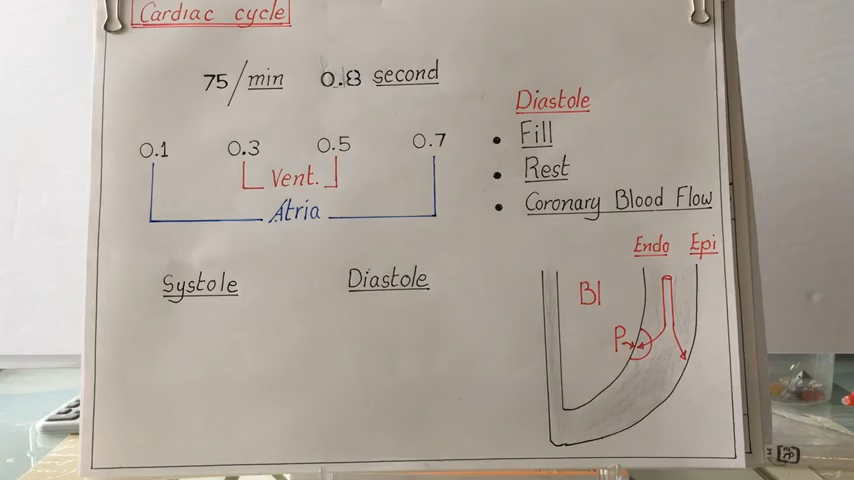 Cardiac cycle
75/min 0.8 second
0.1 0.3 0.5 0.7
Vent.
Atria
Systole Diastole
Diastole
• Fill
• Rest
• Coronary Blood Flow
Endo Epi
Bl
P